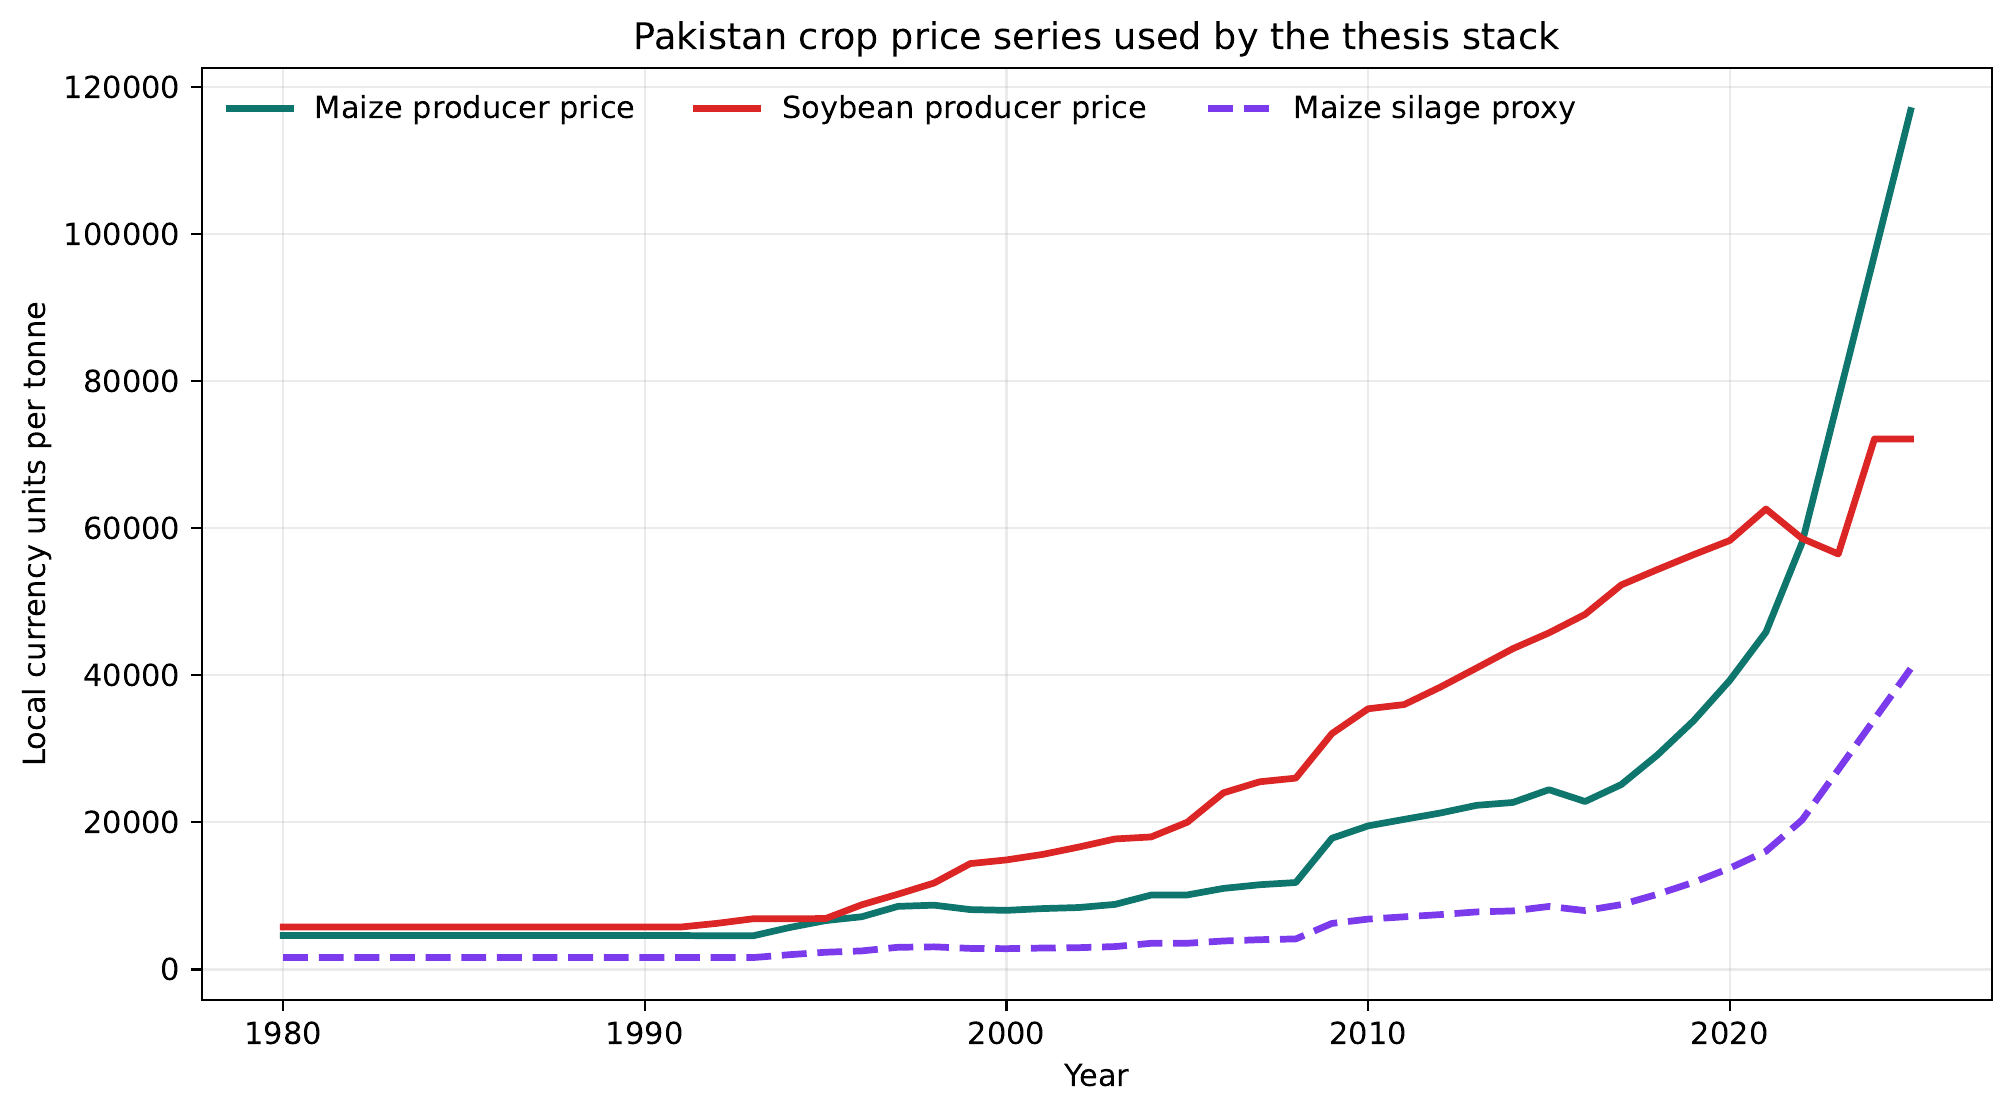 Pakistan crop price series used by the thesis stack
Maize producer price
Soybean producer price
Maize silage proxy
Local currency units per tonne
120000
100000
80000
60000
40000
20000
0
1980
1990
2000
2010
2020
Year